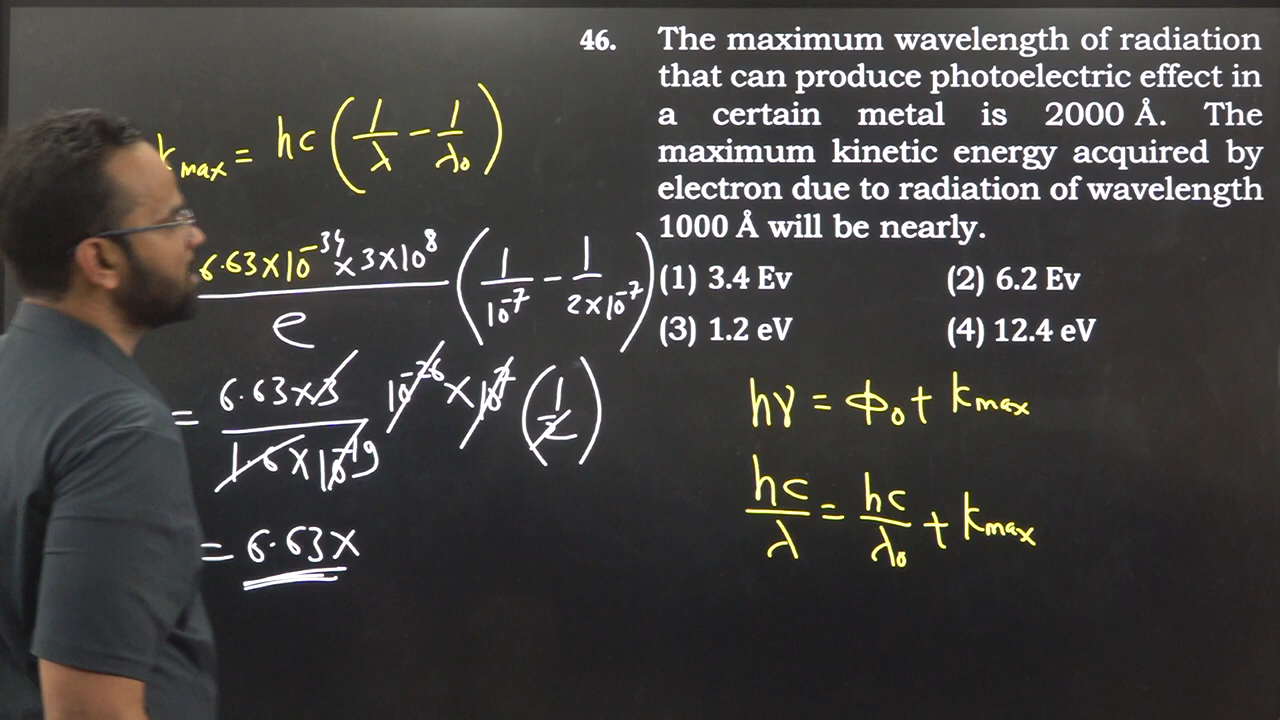 46. The maximum wavelength of radiation
that can produce photoelectric effect in
a certain metal is 2000 Å. The
maximum kinetic energy acquired by
electron due to radiation of wavelength
1000 Å will be nearly.
(1) 3.4 Ev (2) 6.2 Ev
(3) 1.2 eV (4) 12.4 eV
hγ = ϕ₀ + kmax
hc/λ = hc/λ₀ + kmax
kmax = hc (1/λ − 1/λ₀)
6.63×10⁻³⁴ × 3×10⁸ / e (1/10⁻⁷ − 1/2×10⁻⁷)
= 6.63×3 / 1.6×10⁻¹⁹ 10⁻²⁶ × 10⁷ (1/2)
= 6.63×